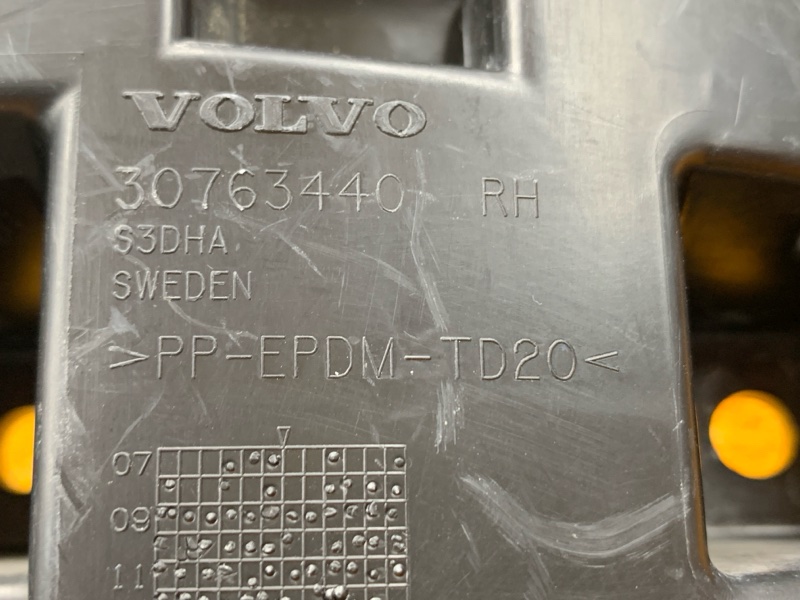 VOLVO
30763440 RH
S3DHA
SWEDEN
>PP-EPDM-TD20<
07
09
11